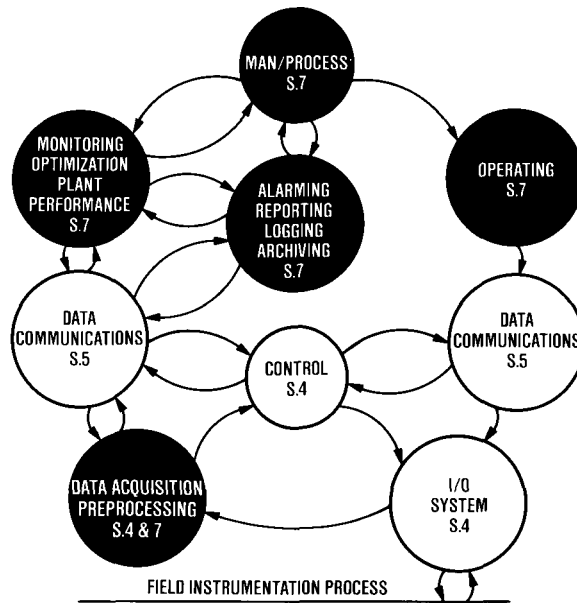 MAN/PROCESS
S.7
MONITORING
OPTIMIZATION
PLANT
PERFORMANCE
S.7
ALARMING
REPORTING
LOGGING
ARCHIVING
S.7
OPERATING
S.7
DATA
COMMUNICATIONS
S.5
CONTROL
S.4
DATA
COMMUNICATIONS
S.5
DATA ACQUISITION
PREPROCESSING
S.4 & 7
I/O
SYSTEM
S.4
FIELD INSTRUMENTATION PROCESS